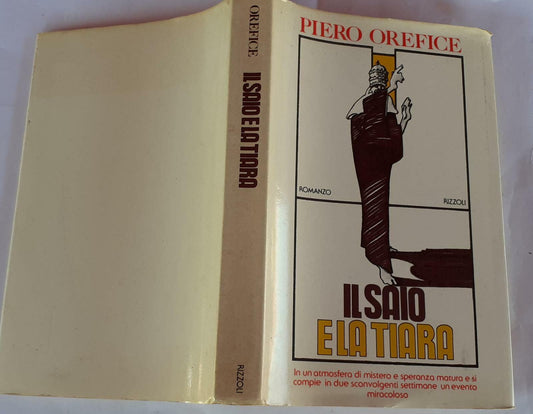 OREFICE
IL SAIO E LA TIARA
RIZZOLI
PIERO OREFICE
ROMANZO
RIZZOLI
IL SAIO
E LA TIARA
In un atmosfera di mistero e speranza matura e si
compie in due sconvolgenti settimane un evento
miracoloso